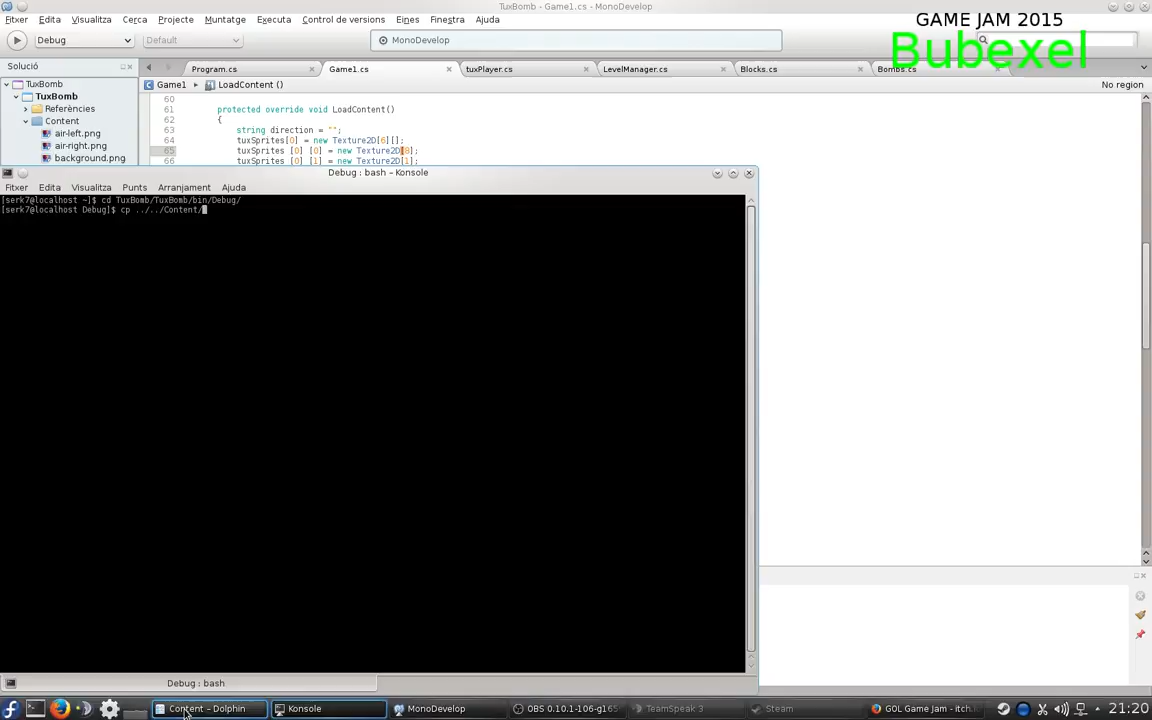 TuxBomb - Game1.cs - MonoDevelop
Fitxer Edita Visualitza Cerca Projecte Muntatge Executa Control de versions Eines Finestra Ajuda
GAME JAM 2015
Bubexel
Debug Default MonoDevelop
Solució
Program.cs Game1.cs tuxPlayer.cs LevelManager.cs Blocks.cs Bombs.cs
TuxBomb
Game1 LoadContent () No region
TuxBomb
Referències
Content
air-left.png
air-right.png
background.png
60
61 protected override void LoadContent()
62 {
63 string direction = "";
64 tuxSprites[0] = new Texture2D[6][];
65 tuxSprites [0] [0] = new Texture2D[8];
66 tuxSprites [0] [1] = new Texture2D[1];
Debug : bash – Konsole
Fitxer Edita Visualitza Punts Arranjament Ajuda
[serk7@localhost ~]$ cd TuxBomb/TuxBomb/bin/Debug/
[serk7@localhost Debug]$ cp ../../Content/
Debug : bash
Content – Dolphin Konsole MonoDevelop OBS 0.10.1-106-g165 TeamSpeak 3 Steam GOL Game Jam - itch.i 21:20